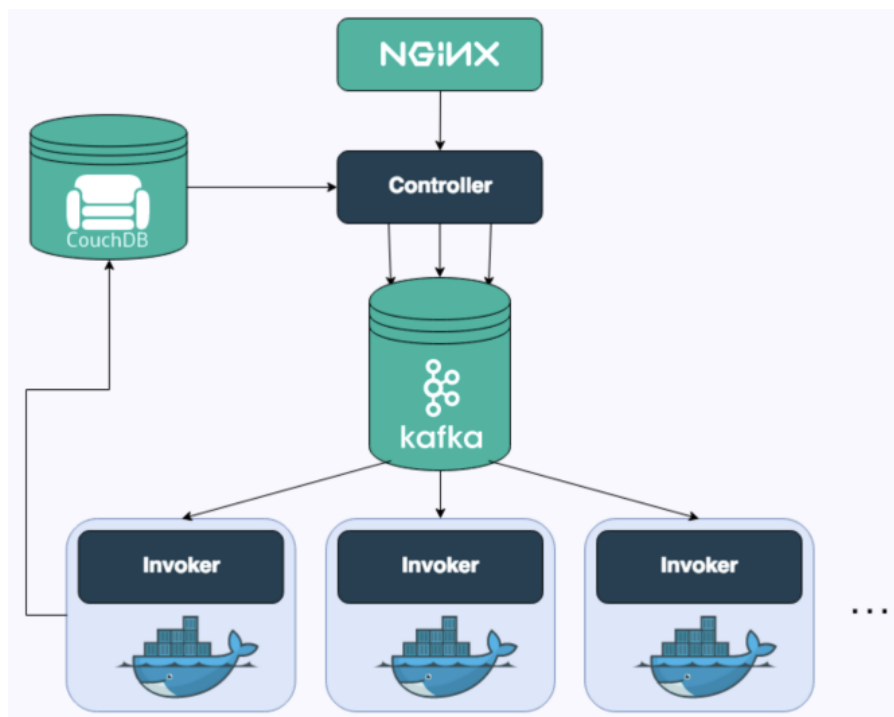 NGINX
Controller
CouchDB
kafka
Invoker
Invoker
Invoker
...